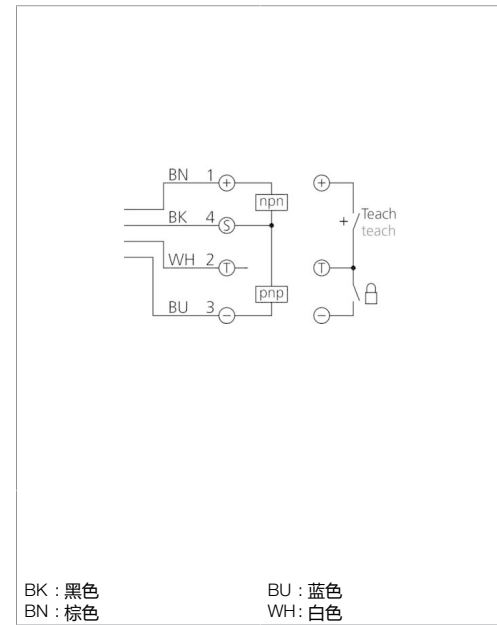 BN 1 + +
npn
Teach
+
teach
BK 4 S
WH 2 T T
pnp
BU 3 − −
BK : 黑色 BU : 蓝色
BN : 棕色 WH : 白色